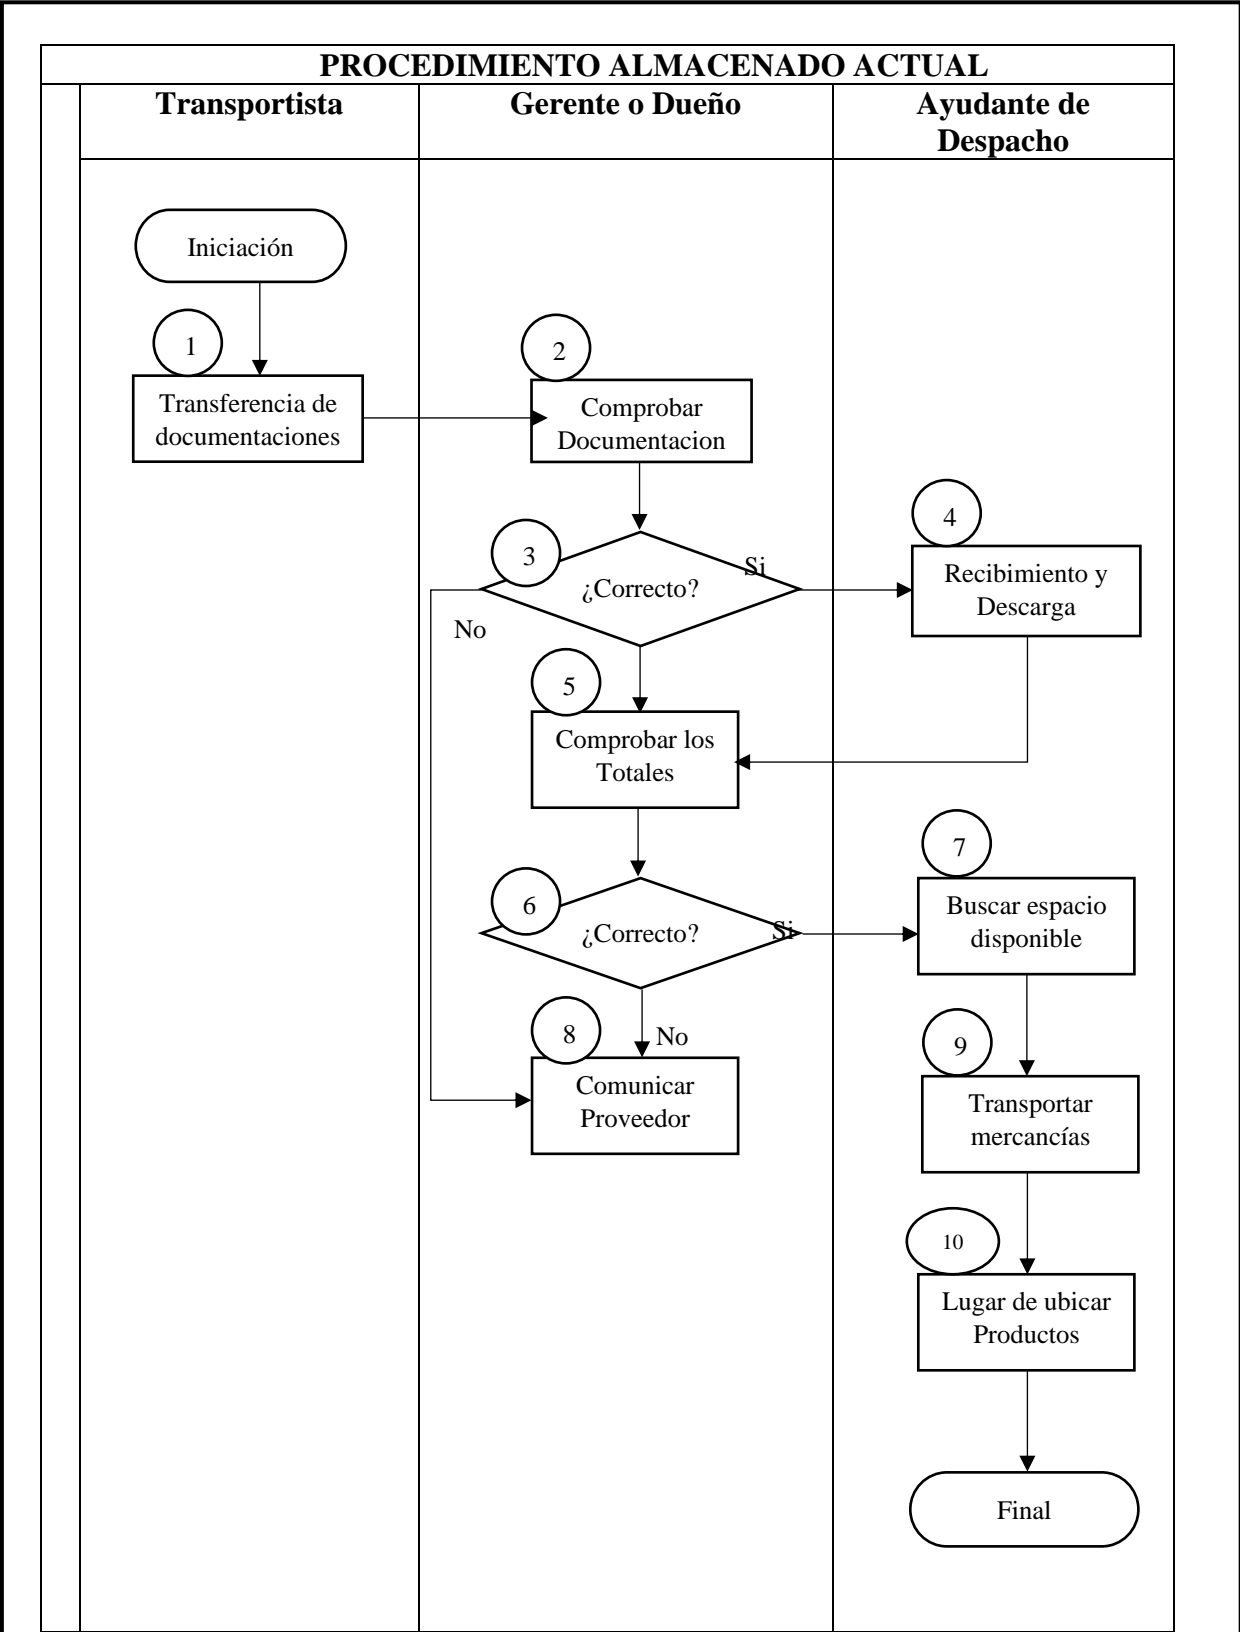 PROCEDIMIENTO ALMACENADO ACTUAL
Transportista
Gerente o Dueño
Ayudante de
Despacho
Iniciación
1
Transferencia de
documentaciones
2
Comprobar
Documentacion
3
¿Correcto?
Si
No
4
Recibimiento y
Descarga
5
Comprobar los
Totales
6
¿Correcto?
Si
No
7
Buscar espacio
disponible
8
Comunicar
Proveedor
9
Transportar
mercancías
10
Lugar de ubicar
Productos
Final